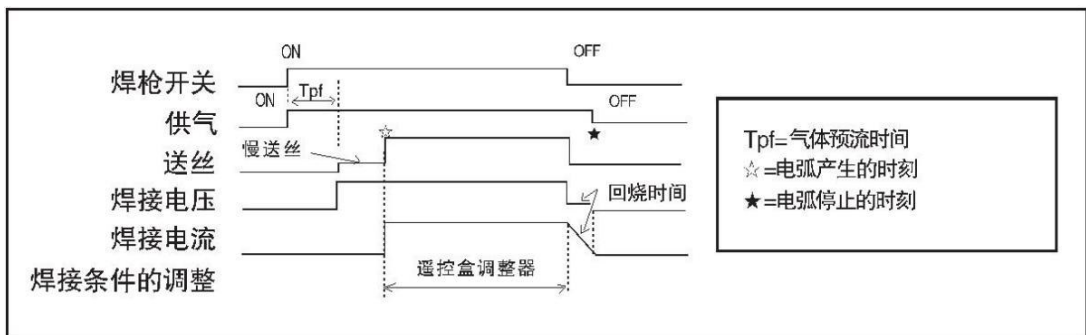 ON
OFF
焊枪开关
Tpf
ON
OFF
供气
慢送丝
送丝
焊接电压
回烧时间
焊接电流
遥控盒调整器
焊接条件的调整
Tpf=气体预流时间
☆=电弧产生的时刻
★=电弧停止的时刻